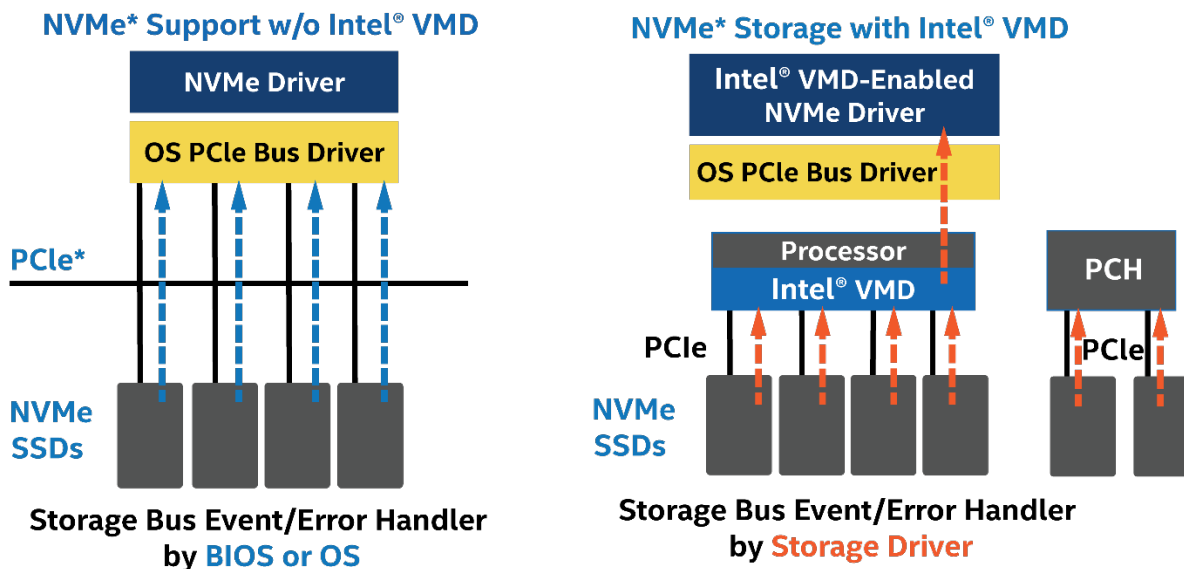 NVMe* Support w/o Intel® VMD
NVMe Driver
OS PCIe Bus Driver
PCIe*
NVMe
SSDs
Storage Bus Event/Error Handler
by BIOS or OS
NVMe* Storage with Intel® VMD
Intel® VMD-Enabled
NVMe Driver
OS PCIe Bus Driver
Processor
Intel® VMD
PCH
PCIe
PCIe
NVMe
SSDs
Storage Bus Event/Error Handler
by Storage Driver